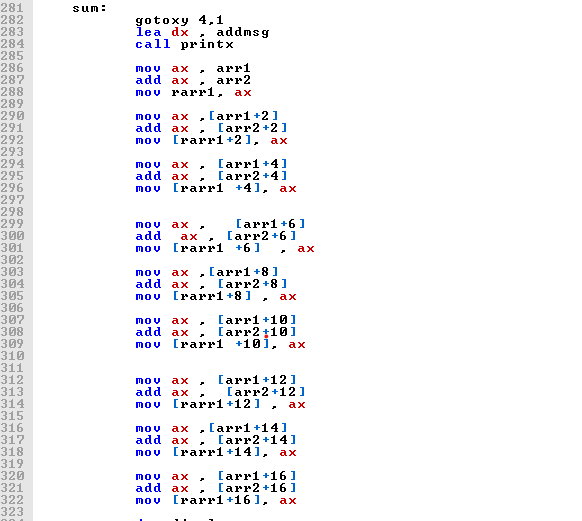 281 sum:
282 gotoxy 4,1
283 lea dx , addmsg
284 call printx
285
286 mov ax , arr1
287 add ax , arr2
288 mov rarr1, ax
289
290 mov ax ,[arr1+2]
291 add ax , [arr2+2]
292 mov [rarr1+2], ax
293
294 mov ax , [arr1+4]
295 add ax , [arr2+4]
296 mov [rarr1 +4], ax
297
298
299 mov ax , [arr1+6]
300 add ax , [arr2+6]
301 mov [rarr1 +6] , ax
302
303 mov ax ,[arr1+8]
304 add ax , [arr2+8]
305 mov [rarr1+8] , ax
306
307 mov ax , [arr1+10]
308 add ax , [arr2+10]
309 mov [rarr1 +10], ax
310
311
312 mov ax , [arr1+12]
313 add ax , [arr2+12]
314 mov [rarr1+12] , ax
315
316 mov ax ,[arr1+14]
317 add ax , [arr2+14]
318 mov [rarr1+14], ax
319
320 mov ax , [arr1+16]
321 add ax , [arr2+16]
322 mov [rarr1+16], ax
323